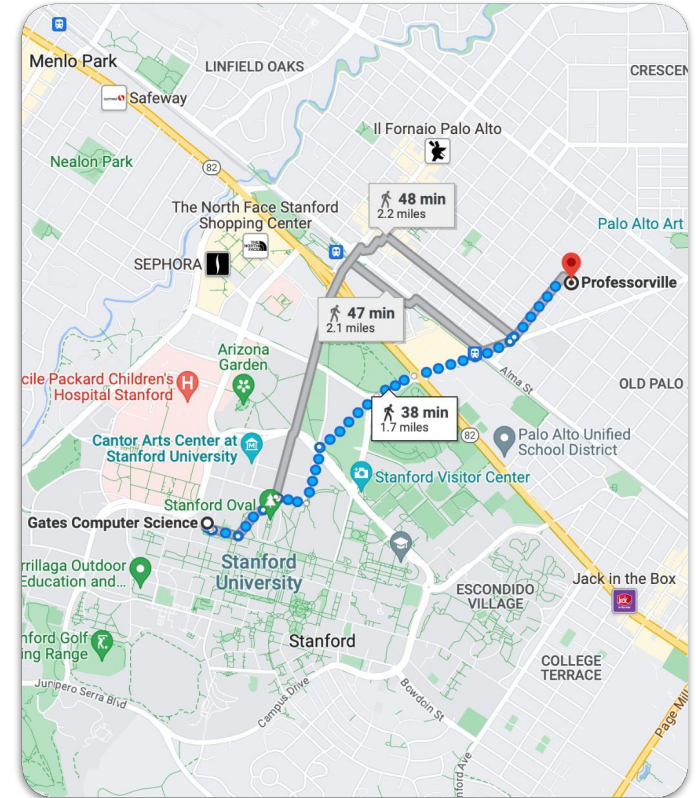 Menlo Park
LINFIELD OAKS
CRESCEN
Safeway
Il Fornaio Palo Alto
Nealon Park
82
48 min
2.2 miles
The North Face Stanford
Shopping Center
Palo Alto Art
SEPHORA
Professorville
47 min
2.1 miles
Arizona
Garden
Alma St
cile Packard Children's
Hospital Stanford
H
OLD PALO
38 min
1.7 miles
82
Cantor Arts Center at
Stanford University
Palo Alto Unified
School District
Stanford Visitor Center
Stanford Oval
Gates Computer Science
rrillaga Outdoor
Education and...
Stanford
University
Jack in the Box
ESCONDIDO
VILLAGE
nford Golf
ing Range
Stanford
COLLEGE
TERRACE
Junipero Serra Blvd
Campus Drive
Bowdoin St
Page Mil
nford Ave